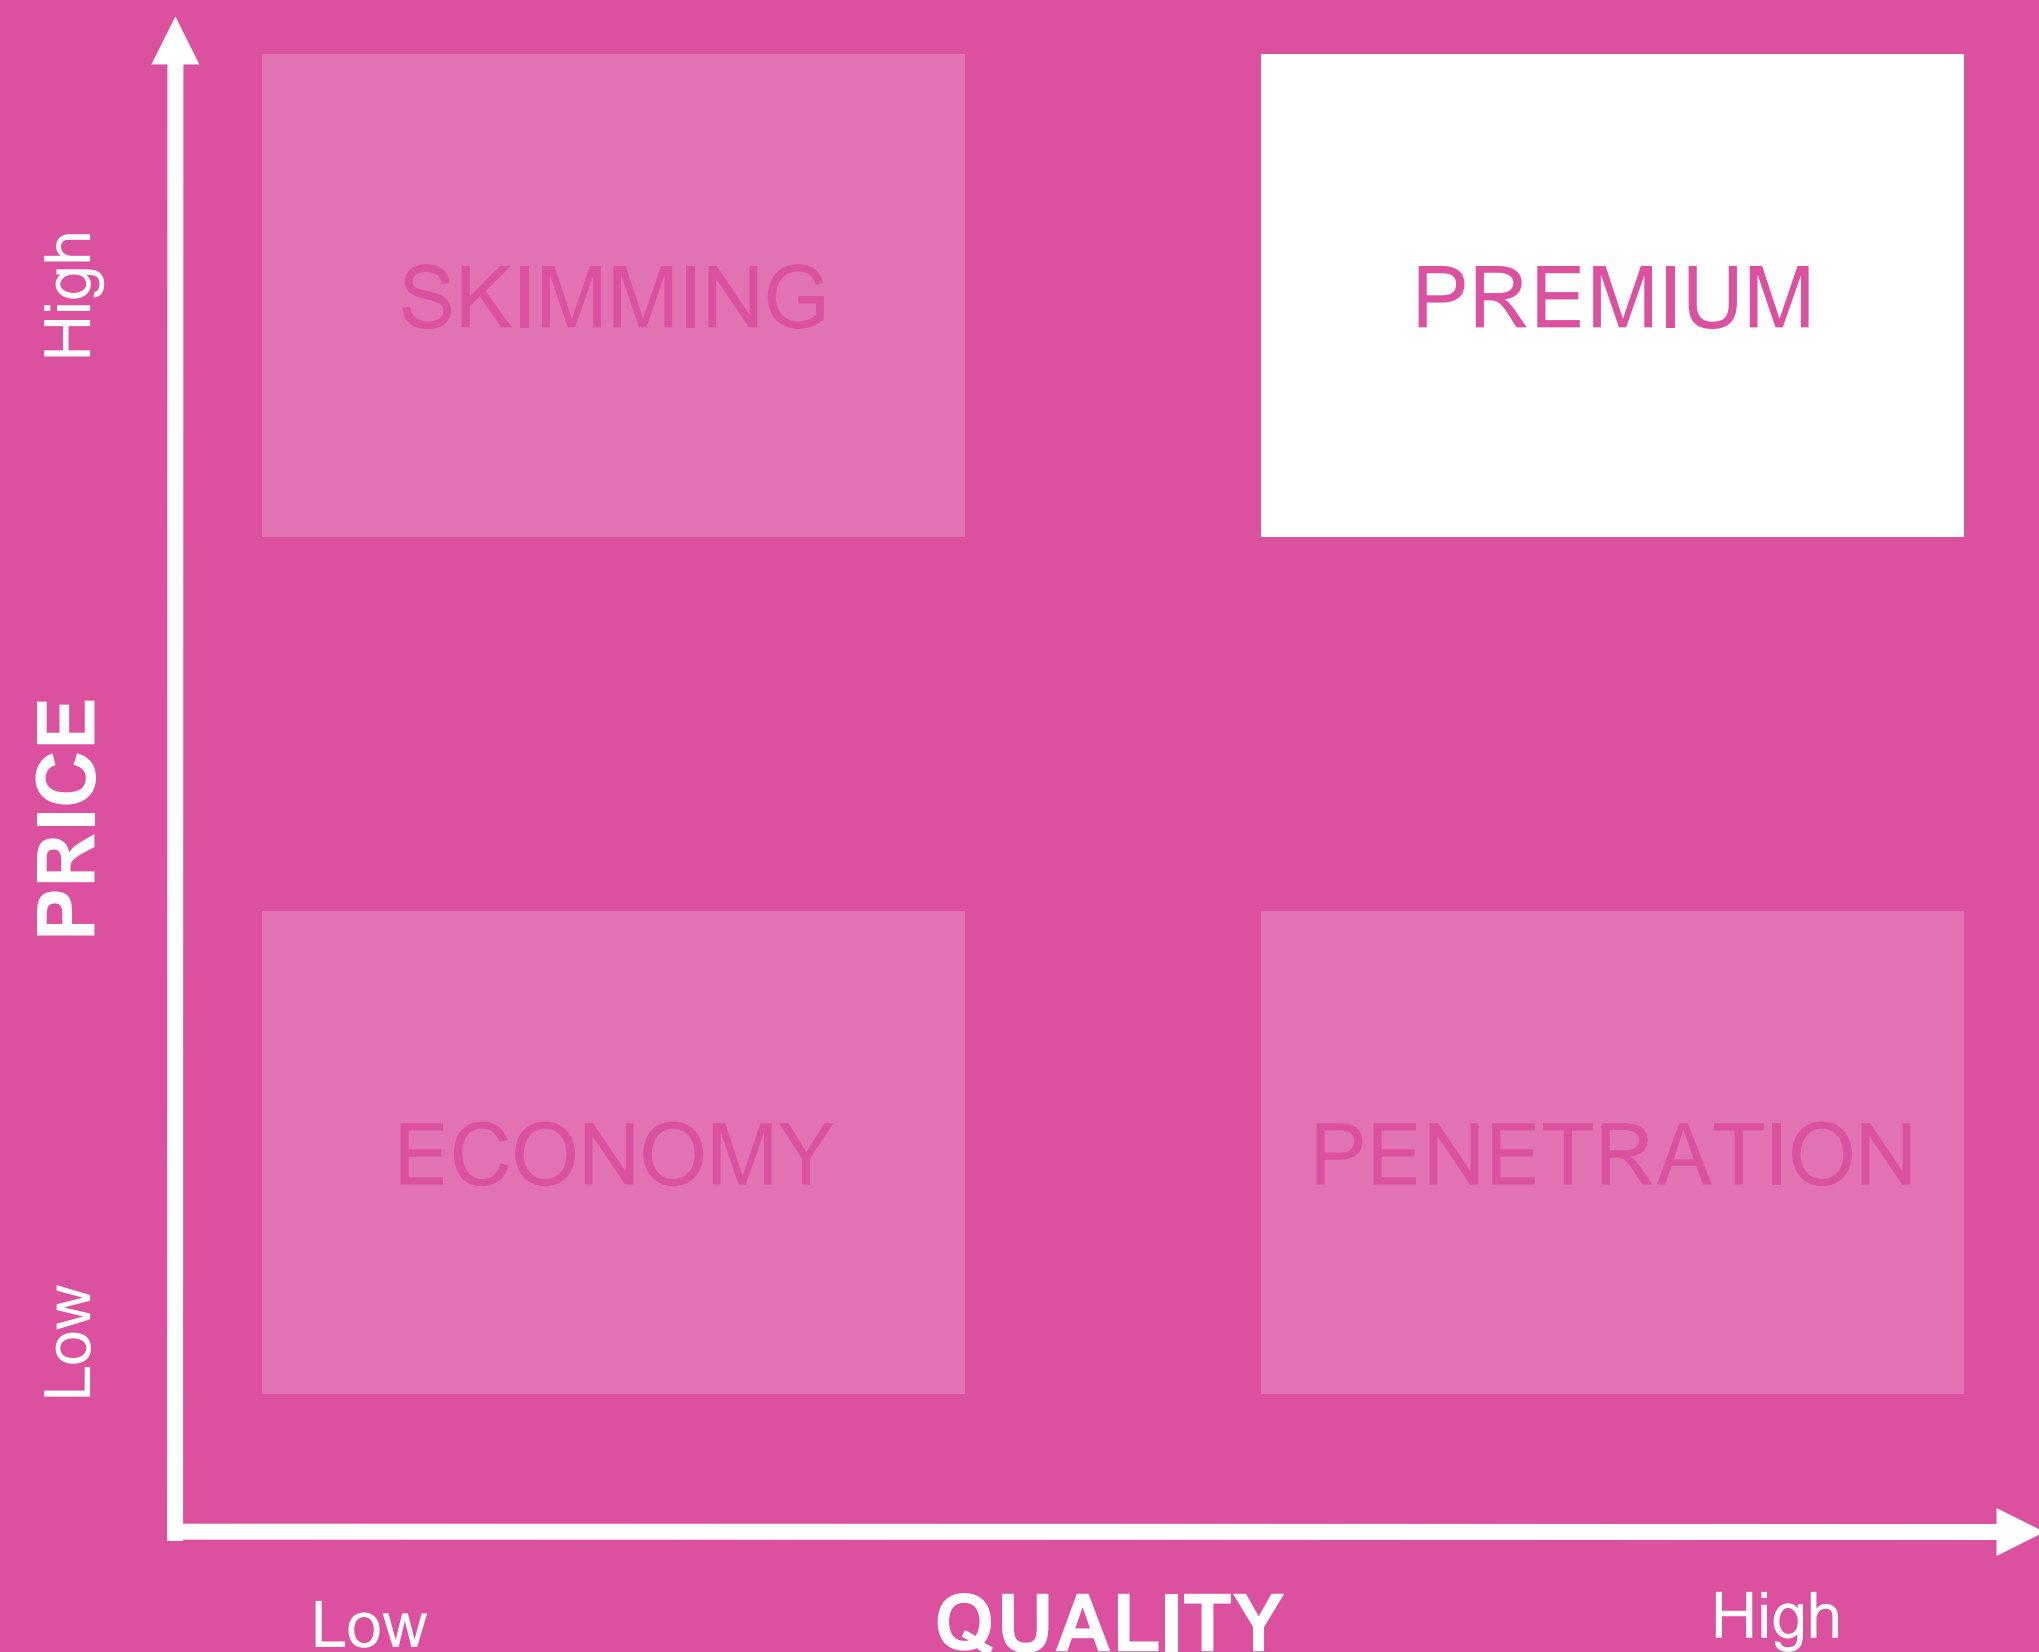 High
SKIMMING
PREMIUM
PRICE
ECONOMY
PENETRATION
Low
Low
QUALITY
High